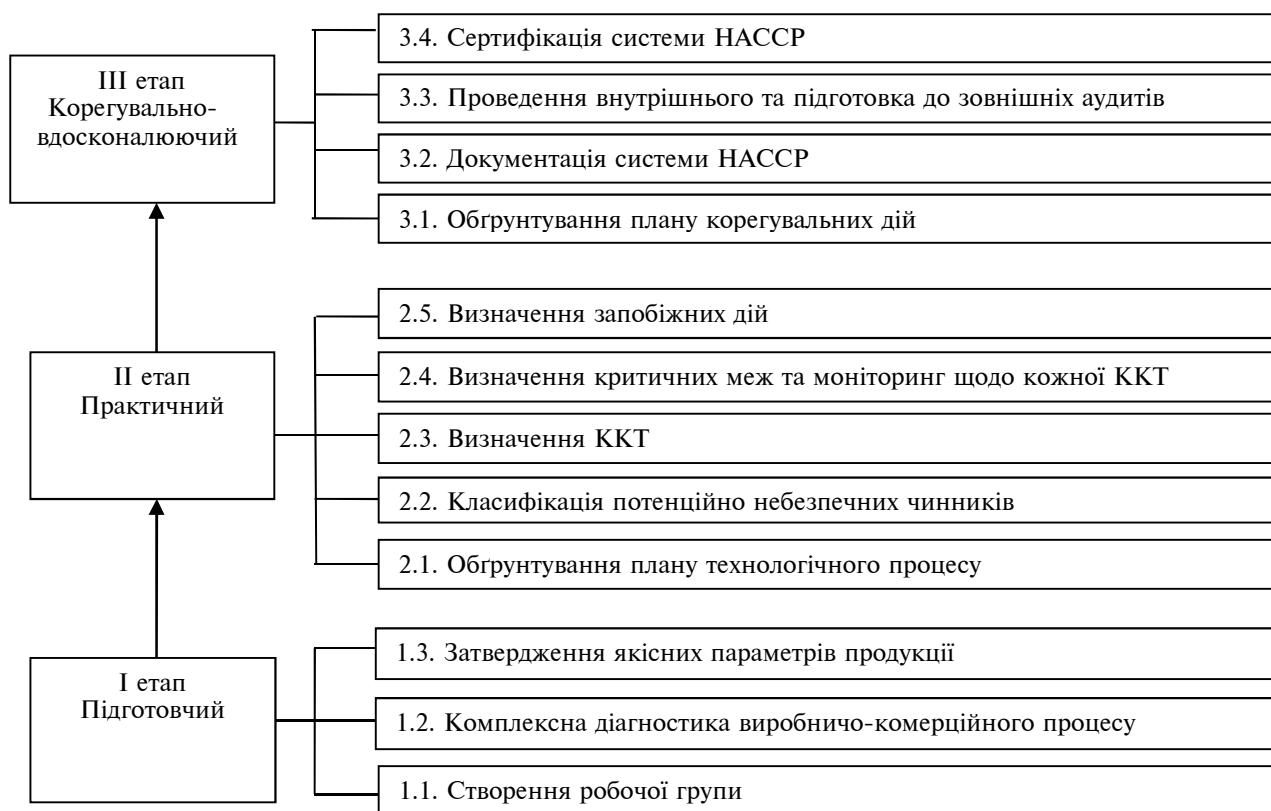 III етап
Корегувально-
вдосконалюючий
3.4. Сертифікація системи НАССР
3.3. Проведення внутрішнього та підготовка до зовнішніх аудитів
3.2. Документація системи НАССР
3.1. Обґрунтування плану корегувальних дій
II етап
Практичний
2.5. Визначення запобіжних дій
2.4. Визначення критичних меж та моніторинг щодо кожної ККТ
2.3. Визначення ККТ
2.2. Класифікація потенційно небезпечних чинників
2.1. Обґрунтування плану технологічного процесу
I етап
Підготовчий
1.3. Затвердження якісних параметрів продукції
1.2. Комплексна діагностика виробничо-комерційного процесу
1.1. Створення робочої групи